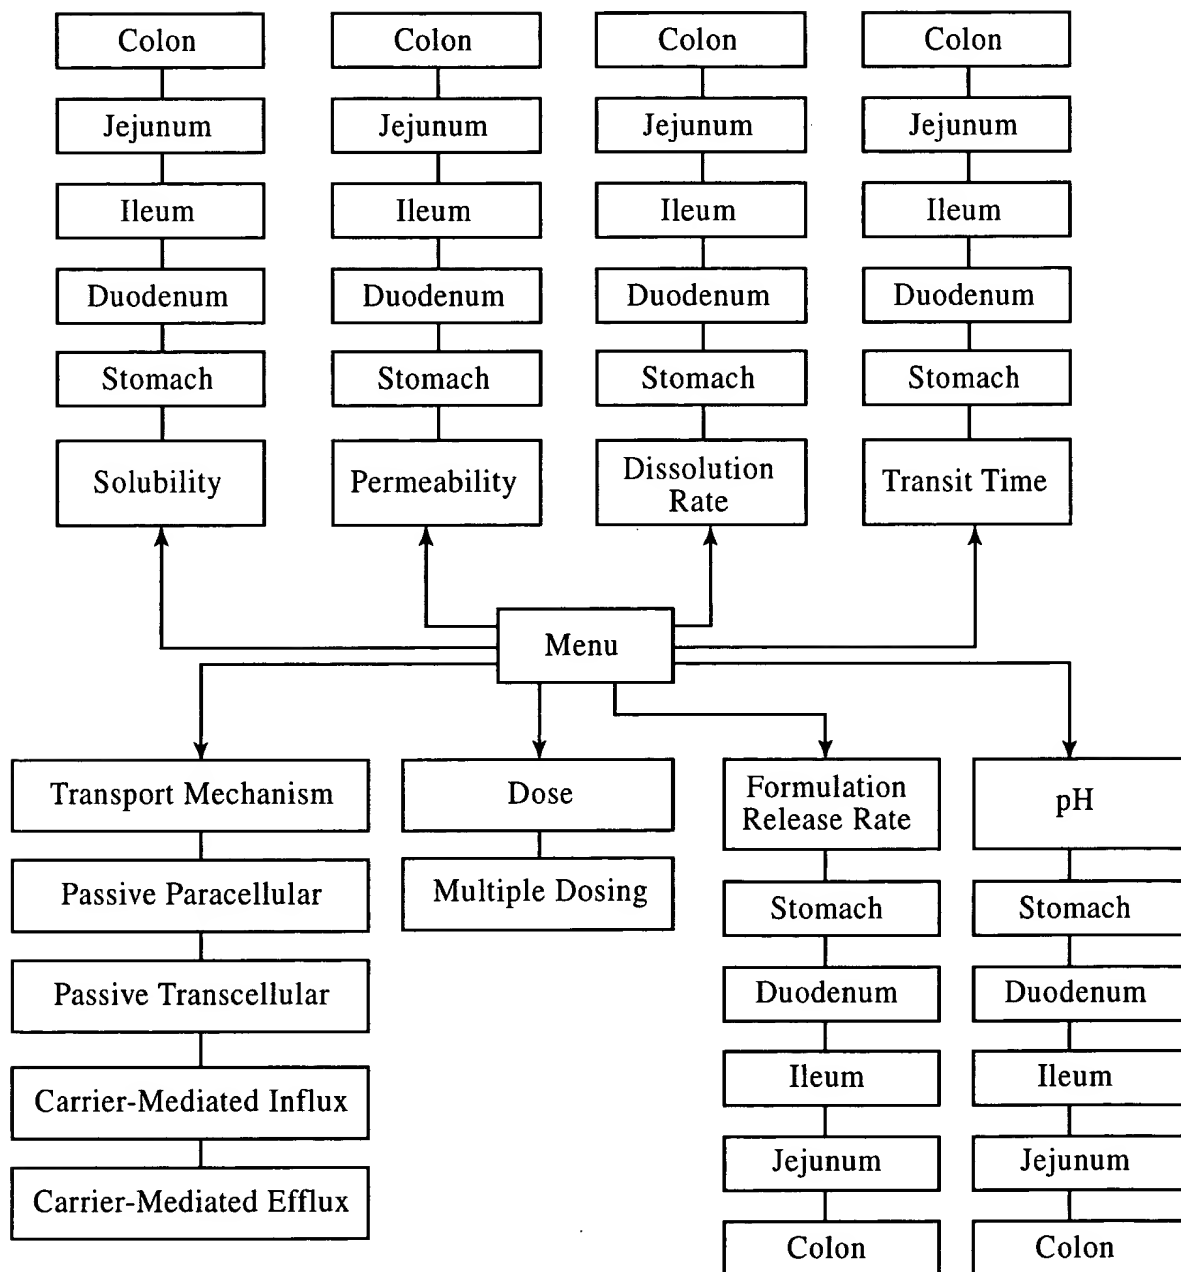 Colon
Colon
Colon
Colon
Jejunum
Jejunum
Jejunum
Jejunum
Ileum
Ileum
Ileum
Ileum
Duodenum
Duodenum
Duodenum
Duodenum
Stomach
Stomach
Stomach
Stomach
Solubility
Permeability
Dissolution
Rate
Transit Time
Menu
Transport Mechanism
Dose
Formulation
Release Rate
pH
Passive Paracellular
Multiple Dosing
Stomach
Stomach
Passive Transcellular
Duodenum
Duodenum
Carrier-Mediated Influx
Ileum
Ileum
Carrier-Mediated Efflux
Jejunum
Jejunum
Colon
Colon